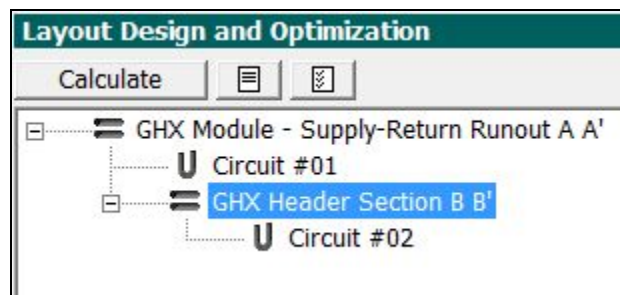 Layout Design and Optimization
Calculate
GHX Module - Supply-Return Runout A A'
Circuit #01
GHX Header Section B B'
Circuit #02